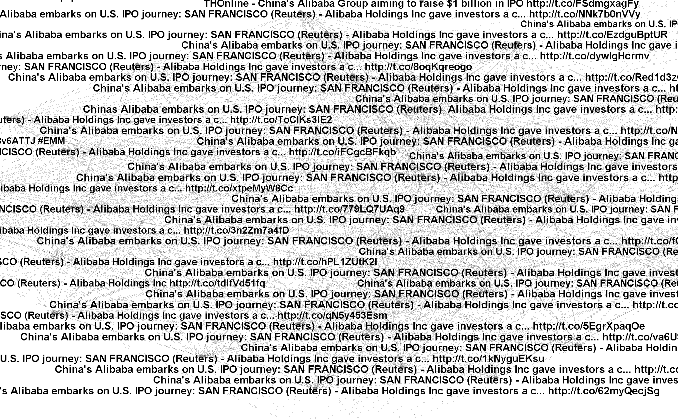 THOnline - China's Alibaba Group aiming to raise $1 billion in IPO http://t.co/FSdmgxagFy
Alibaba embarks on U.S. IPO journey: SAN FRANCISCO (Reuters) - Alibaba Holdings Inc gave investors a c... http://t.co/NNk7b0nVVy
China's Alibaba embarks on U.S. IP
ina's Alibaba embarks on U.S. IPO journey: SAN FRANCISCO (Reuters) - Alibaba Holdings Inc gave investors a c... http://t.co/EzdguBptUR
China's Alibaba embarks on U.S. IPO journey: SAN FRANCISCO (Reuters) - Alibaba Holdings Inc gave i
Alibaba embarks on U.S. IPO journey: SAN FRANCISCO (Reuters) - Alibaba Holdings Inc gave investors a c... http://t.co/dywlgHcrmv
ney: SAN FRANCISCO (Reuters) - Alibaba Holdings Inc gave investors a c... http://t.co/8oqKqreogo
China's Alibaba embarks on U.S. IPO journey: SAN FRANCISCO (Reuters) - Alibaba Holdings Inc gave investors a c... http://t.co/Red1d3z
China's Alibaba embarks on U.S. IPO journey: SAN FRANCISCO (Reuters) - Alibaba Holdings Inc gave investors a c... ht
China's Alibaba embarks on U.S. IPO journey: SAN FRANCISCO (Reu
Chinas Alibaba embarks on U.S. IPO journey: SAN FRANCISCO (Reuters) - Alibaba Holdings Inc gave investors a c... http
uters) - Alibaba Holdings Inc gave investors a c... http://t.co/ToClKs3IE2
China's Alibaba embarks on U.S. IPO journey: SAN FRANCISCO (Reuters) - Alibaba Holdings Inc gave investors a c... http://t.co/N
v6ATTJ #EMM China's Alibaba embarks on U.S. IPO journey: SAN FRANCISCO (Reuters) - Alibaba Holdings Inc ga
NCISCO (Reuters) - Alibaba Holdings Inc gave investors a c... http://t.co/iFCgcBFkqb
China's Alibaba embarks on U.S. IPO journey: SAN FRANC
China's Alibaba embarks on U.S. IPO journey: SAN FRANCISCO (Reuters) - Alibaba Holdings Inc gave investors
China's Alibaba embarks on U.S. IPO journey: SAN FRANCISCO (Reuters) - Alibaba Holdings Inc gave investors a c... http
ibaba Holdings Inc gave investors a c... http://t.co/xtpeMyW8Cc
China's Alibaba embarks on U.S. IPO journey: SAN FRANCISCO (Reuters) - Alibaba Holding
NCISCO (Reuters) - Alibaba Holdings Inc gave investors a c... http://t.co/779LQ7UAq9 China's Alibaba embarks on U.S. IPO journey: SAN F
China's Alibaba embarks on U.S. IPO journey: SAN FRANCISCO (Reuters) - Alibaba Holdings Inc gave invest
ibaba Holdings Inc gave investors a c... http://t.co/3n2Zm7a4fD
China's Alibaba embarks on U.S. IPO journey: SAN FRANCISCO (Reuters) - Alibaba Holdings Inc gave investors a c... http://t.co/f
China's Alibaba embarks on U.S. IPO journey: SAN FRANCISCO (Re
SCO (Reuters) - Alibaba Holdings Inc gave investors a c... http://t.co/hPL1ZUtK2I
China's Alibaba embarks on U.S. IPO journey: SAN FRANCISCO (Reuters) - Alibaba Holdings Inc gave invest
CO (Reuters) - Alibaba Holdings Inc http://t.co/tdlfVd51fq China's Alibaba embarks on U.S. IPO journey: SAN FRANCISCO (Re
China's Alibaba embarks on U.S. IPO journey: SAN FRANCISCO (Reuters) - Alibaba Holdings Inc gave investors
China's Alibaba embarks on U.S. IPO journey: SAN FRANCISCO (Reuters) - Alibaba Holdings Inc gave investors a c... http://t.co
SCO (Reuters) - Alibaba Holdings Inc gave investors a c... http://t.co/qN5y453Esm
libaba embarks on U.S. IPO journey: SAN FRANCISCO (Reuters) - Alibaba Holdings Inc gave investors a c... http://t.co/5EgrXpaqOe
China's Alibaba embarks on U.S. IPO journey: SAN FRANCISCO (Reuters) - Alibaba Holdings Inc gave investors a c... http://t.co/va6U
China's Alibaba embarks on U.S. IPO journey: SAN FRANCISCO (Reuters) - Alibaba Holdin
U.S. IPO journey: SAN FRANCISCO (Reuters) - Alibaba Holdings Inc gave investors a c... http://t.co/1kNyguEKsu
China's Alibaba embarks on U.S. IPO journey: SAN FRANCISCO (Reuters) - Alibaba Holdings Inc gave investors a c... http://t.c
China's Alibaba embarks on U.S. IPO journey: SAN FRANCISCO (Reuters) - Alibaba Holdings Inc gave invest
's Alibaba embarks on U.S. IPO journey: SAN FRANCISCO (Reuters) - Alibaba Holdings Inc gave investors a c... http://t.co/62myQecjSg